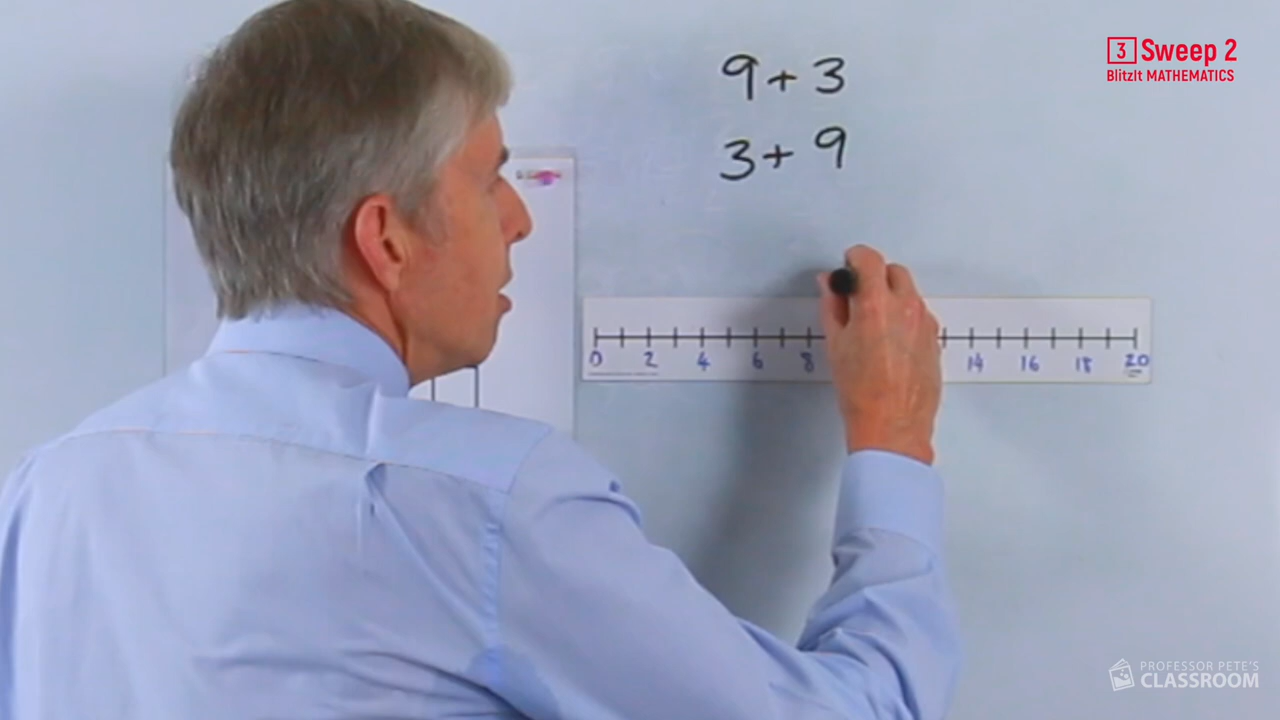 9 + 3
3 + 9
3 Sweep 2
BlitzIt MATHEMATICS
0 2 4 6 8 14 16 18 20
PROFESSOR PETE'S
CLASSROOM